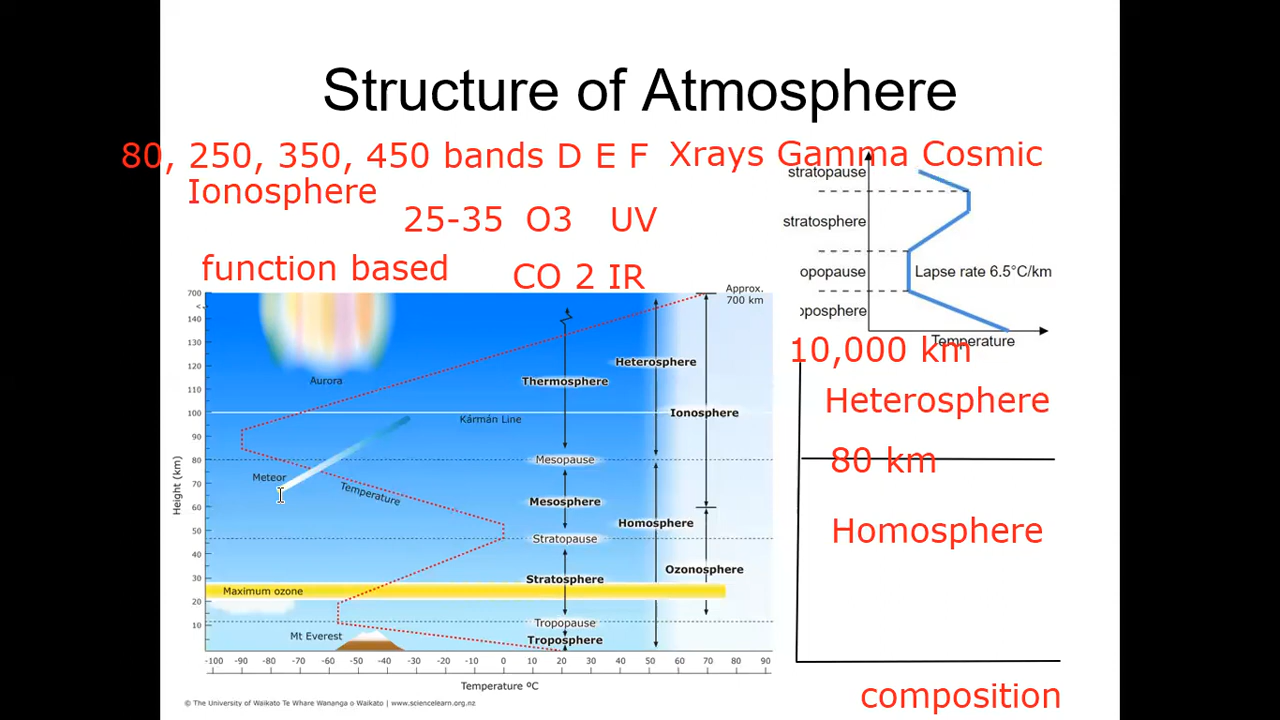 Structure of Atmosphere
80, 250, 350, 450 bands D E F Xrays Gamma Cosmic
Ionosphere
stratopause
25-35 O3 UV
stratosphere
function based
CO 2 IR
opopause
Lapse rate 6.5°C/km
oposphere
Temperature
10,000 km
Heterosphere
80 km
Homosphere
composition
Approx.
700 km
700
140
130
120
110
100
90
80
70
60
50
40
30
20
10
Height (km)
Aurora
Kármán Line
Meteor
Temperature
Maximum ozone
Mt Everest
Thermosphere
Mesopause
Mesosphere
Stratopause
Stratosphere
Tropopause
Troposphere
Heterosphere
Homosphere
Ionosphere
Ozonosphere
-100 -90 -80 -70 -60 -50 -40 -30 -20 -10 0 10 20 30 40 50 60 70 80 90
Temperature ºC
© The University of Waikato Te Whare Wananga o Waikato | www.sciencelearn.org.nz